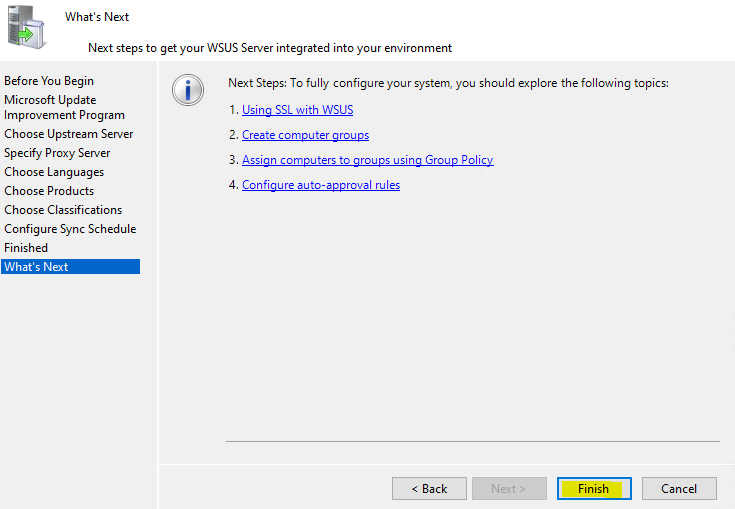 What's Next
Next steps to get your WSUS Server integrated into your environment
Before You Begin
Microsoft Update
Improvement Program
Choose Upstream Server
Specify Proxy Server
Choose Languages
Choose Products
Choose Classifications
Configure Sync Schedule
Finished
What's Next
Next Steps: To fully configure your system, you should explore the following topics:
1. Using SSL with WSUS
2. Create computer groups
3. Assign computers to groups using Group Policy
4. Configure auto-approval rules
< Back
Next >
Finish
Cancel